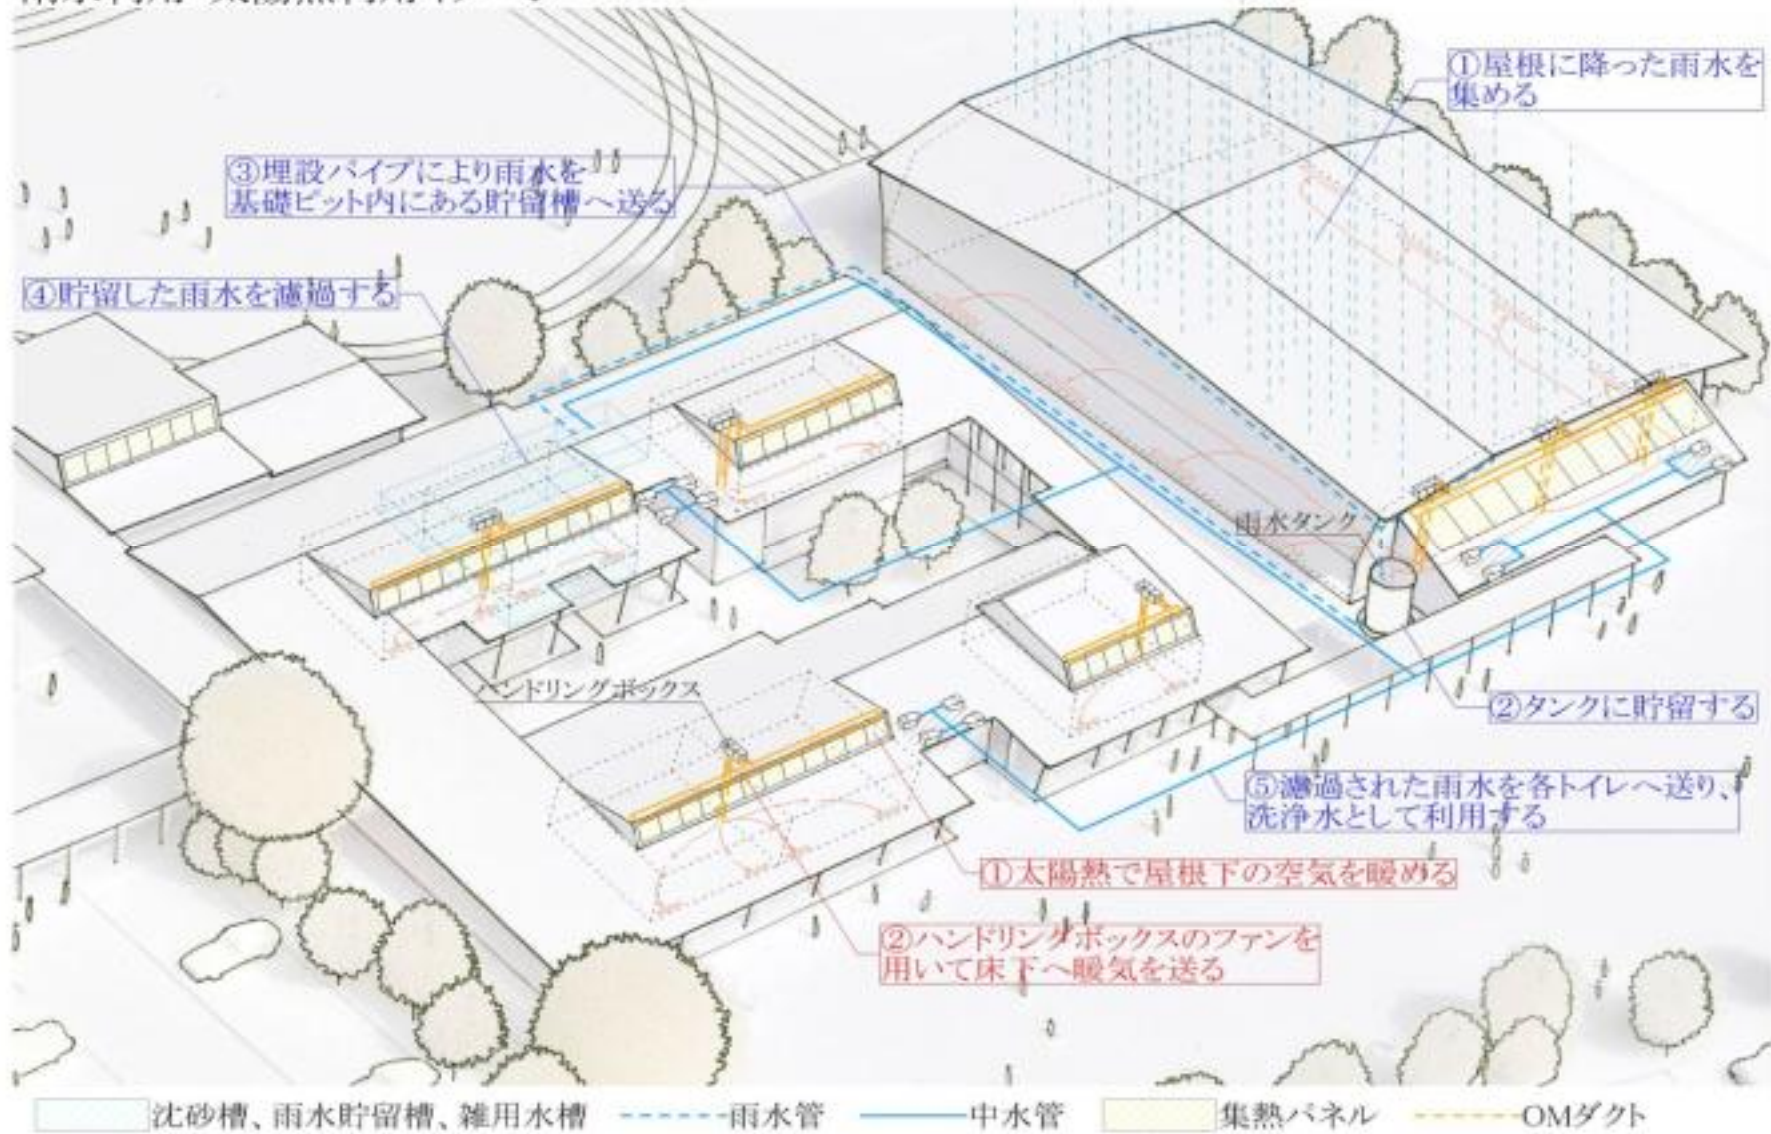 ①屋根に降った雨水を
集める
③埋設パイプにより雨水を
基礎ピット内にある貯留槽へ送る
④貯留した雨水を濾過する
雨水タンク
ハンドリングボックス
②タンクに貯留する
⑤濾過された雨水を各トイレへ送り、
洗浄水として利用する
①太陽熱で屋根下の空気を暖める
②ハンドリングボックスのファンを
用いて床下へ暖気を送る
沈砂槽、雨水貯留槽、雑用水槽 雨水管 中水管 集熱パネル OMダクト